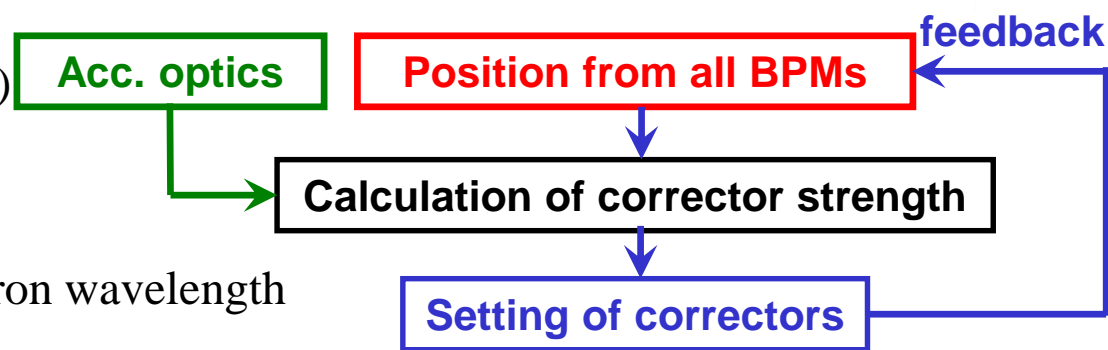 feedback
) Acc. optics Position from all BPMs
Calculation of corrector strength
ron wavelength
Setting of correctors